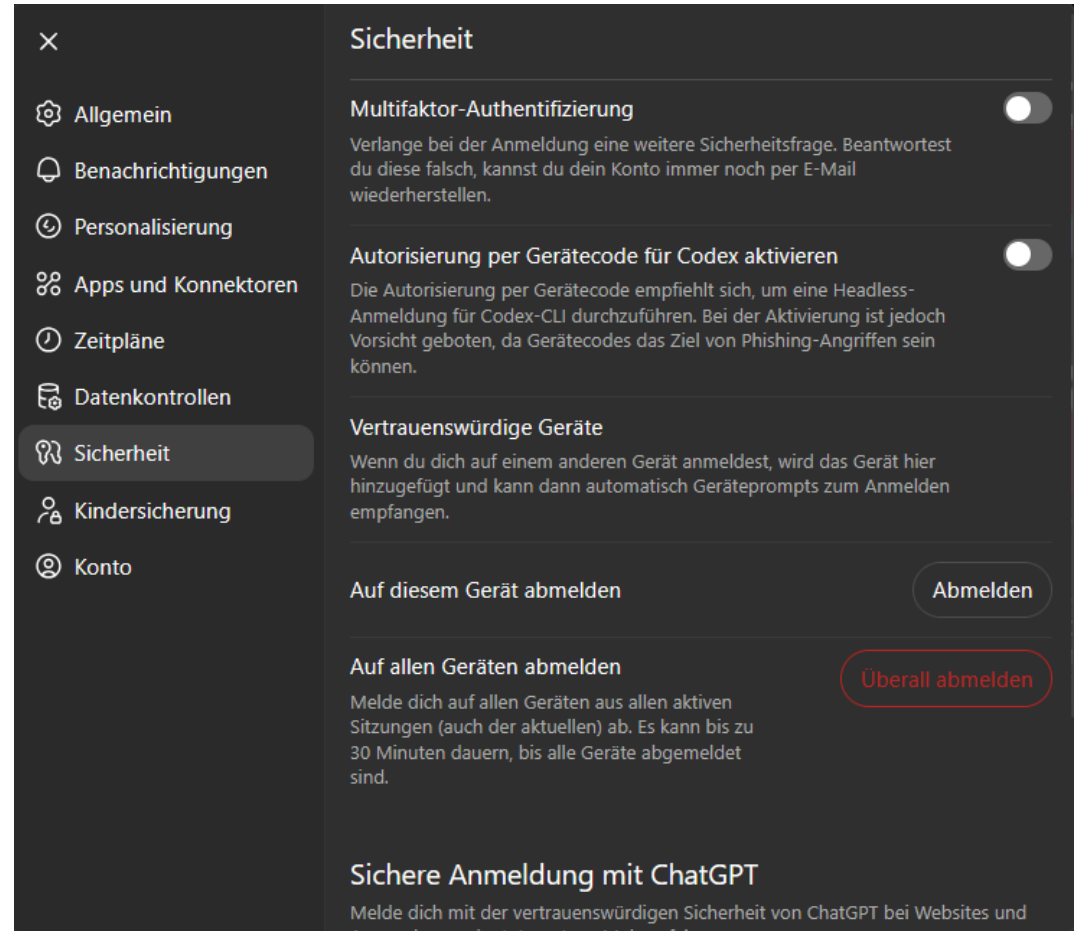 Allgemein
Benachrichtigungen
Personalisierung
Apps und Konnektoren
Zeitpläne
Datenkontrollen
Sicherheit
Kindersicherung
Konto
Sicherheit
Multifaktor-Authentifizierung
Verlange bei der Anmeldung eine weitere Sicherheitsfrage. Beantwortest
du diese falsch, kannst du dein Konto immer noch per E-Mail
wiederherstellen.
Autorisierung per Gerätecode für Codex aktivieren
Die Autorisierung per Gerätecode empfiehlt sich, um eine Headless-
Anmeldung für Codex-CLI durchzuführen. Bei der Aktivierung ist jedoch
Vorsicht geboten, da Gerätecodes das Ziel von Phishing-Angriffen sein
können.
Vertrauenswürdige Geräte
Wenn du dich auf einem anderen Gerät anmeldest, wird das Gerät hier
hinzugefügt und kann dann automatisch Geräteprompts zum Anmelden
empfangen.
Auf diesem Gerät abmelden
Abmelden
Auf allen Geräten abmelden
Überall abmelden
Melde dich auf allen Geräten aus allen aktiven
Sitzungen (auch der aktuellen) ab. Es kann bis zu
30 Minuten dauern, bis alle Geräte abgemeldet
sind.
Sichere Anmeldung mit ChatGPT
Melde dich mit der vertrauenswürdigen Sicherheit von ChatGPT bei Websites und